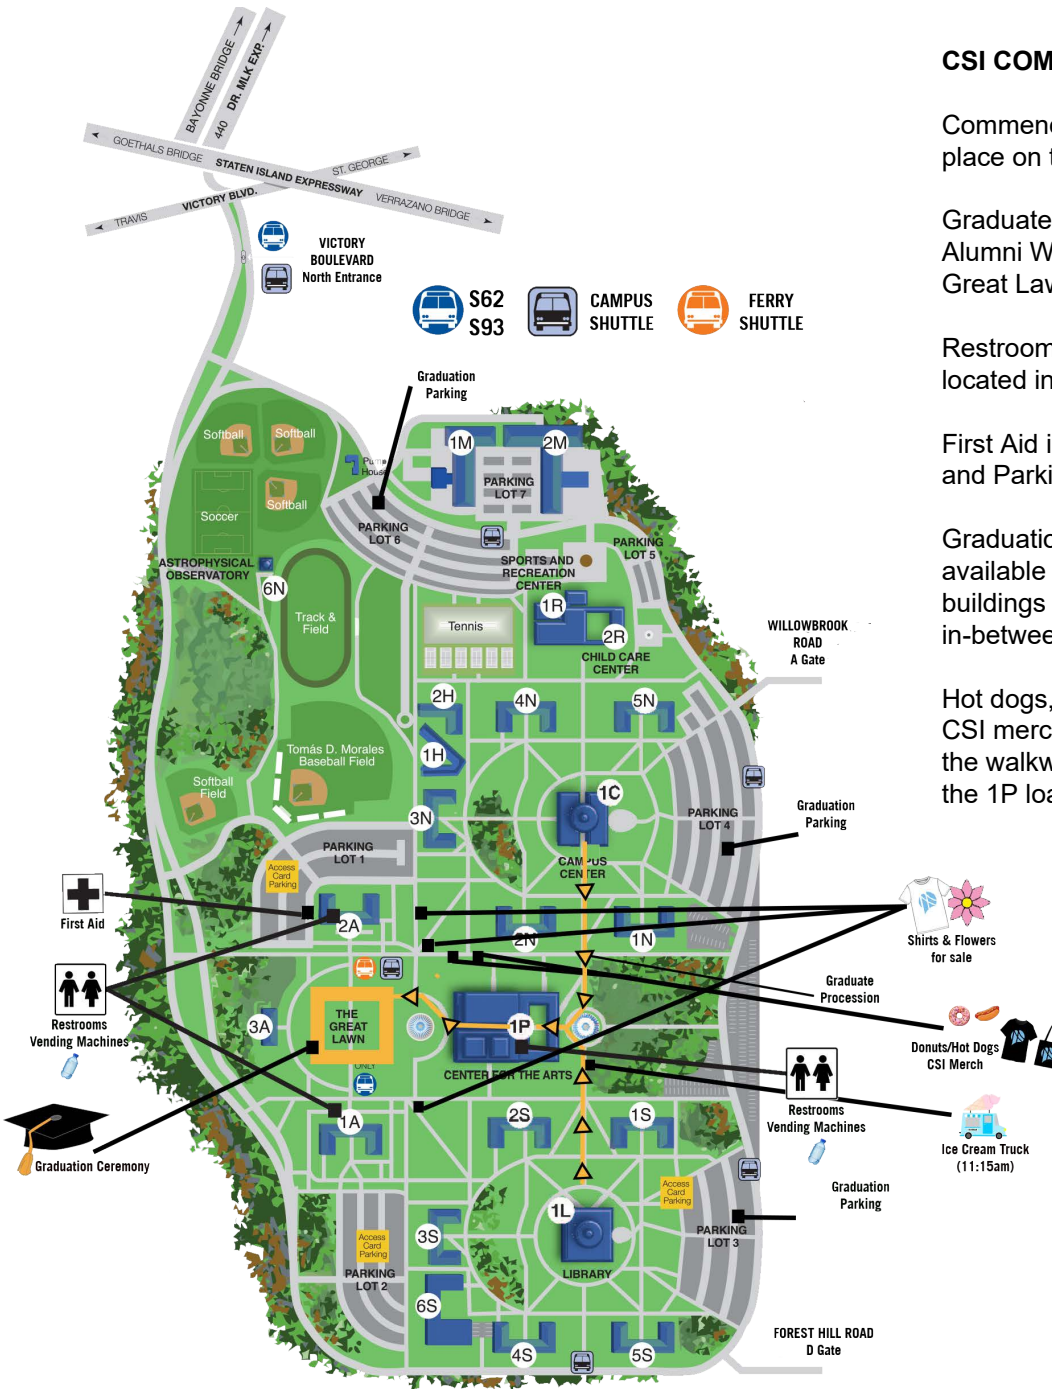 BAYONNE BRIDGE
440 DR. MLK EXP.
GOETHALS BRIDGE
STATEN ISLAND EXPRESSWAY
VERRAZANO BRIDGE
ST. GEORGE
VICTORY BLVD.
TRAVIS
VICTORY
BOULEVARD
North Entrance
S62
S93
CAMPUS
SHUTTLE
FERRY
SHUTTLE
Graduation
Parking
Softball
Softball
Softball
Soccer
Pump
House
1M
2M
PARKING
LOT 7
PARKING
LOT 6
PARKING
LOT 5
ASTROPHYSICAL
OBSERVATORY
6N
SPORTS AND
RECREATION
CENTER
1R
2R
Track &
Field
Tennis
CHILD CARE
CENTER
WILLOWBROOK
ROAD
A Gate
2H
4N
5N
1H
Tomás D. Morales
Baseball Field
Softball
Field
3N
1C
PARKING
LOT 4
Graduation
Parking
PARKING
LOT 1
CAMPUS
CENTER
Access
Card
Parking
First Aid
2A
2N
1N
Shirts & Flowers
for sale
Restrooms
Vending Machines
Graduate
Procession
3A
THE
GREAT
LAWN
1P
ONLY
CENTER FOR THE ARTS
Donuts/Hot Dogs
CSI Merch
Restrooms
Vending Machines
1A
2S
1S
Graduation Ceremony
Ice Cream Truck
(11:15am)
Graduation
Parking
Access
Card
Parking
1L
PARKING
LOT 3
3S
Access
Card
Parking
PARKING
LOT 2
LIBRARY
6S
4S
5S
FOREST HILL ROAD
D Gate
CSI COM
Commenc
place on t
Graduate
Alumni W
Great Law
Restroom
located in
First Aid i
and Parki
Graduatio
available
buildings
in-betwee
Hot dogs,
CSI merc
the walkw
the 1P loa